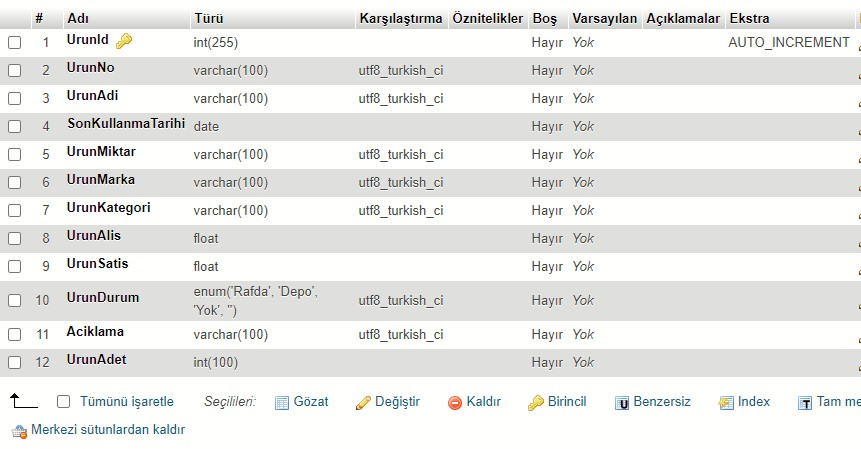 # Adı Türü Karşılaştırma Öznitelikler Boş Varsayılan Açıklamalar Ekstra
1 UrunId int(255) Hayır Yok AUTO_INCREMENT
2 UrunNo varchar(100) utf8_turkish_ci Hayır Yok
3 UrunAdi varchar(100) utf8_turkish_ci Hayır Yok
4 SonKullanmaTarihi date Hayır Yok
5 UrunMiktar varchar(100) utf8_turkish_ci Hayır Yok
6 UrunMarka varchar(100) utf8_turkish_ci Hayır Yok
7 UrunKategori varchar(100) utf8_turkish_ci Hayır Yok
8 UrunAlis float Hayır Yok
9 UrunSatis float Hayır Yok
10 UrunDurum enum('Rafda', 'Depo', 'Yok', '') utf8_turkish_ci Hayır Yok
11 Aciklama varchar(100) utf8_turkish_ci Hayır Yok
12 UrunAdet int(100) Hayır Yok
Tümünü işaretle Seçilileri: Gözat Değiştir Kaldır Birincil U Benzersiz Index T Tam me
Merkezi sütunlardan kaldır